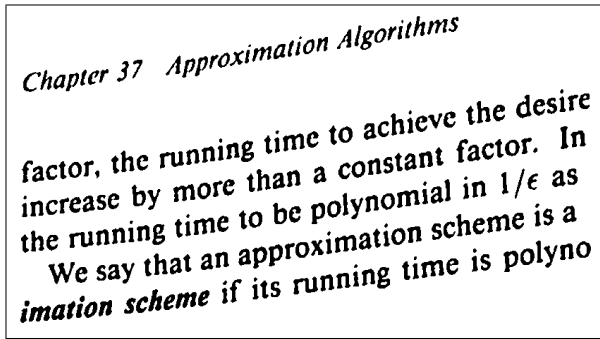 Chapter 37 Approximation Algorithms
factor, the running time to achieve the desire
increase by more than a constant factor. In
the running time to be polynomial in 1/ϵ as
We say that an approximation scheme is a
imation scheme if its running time is polyno